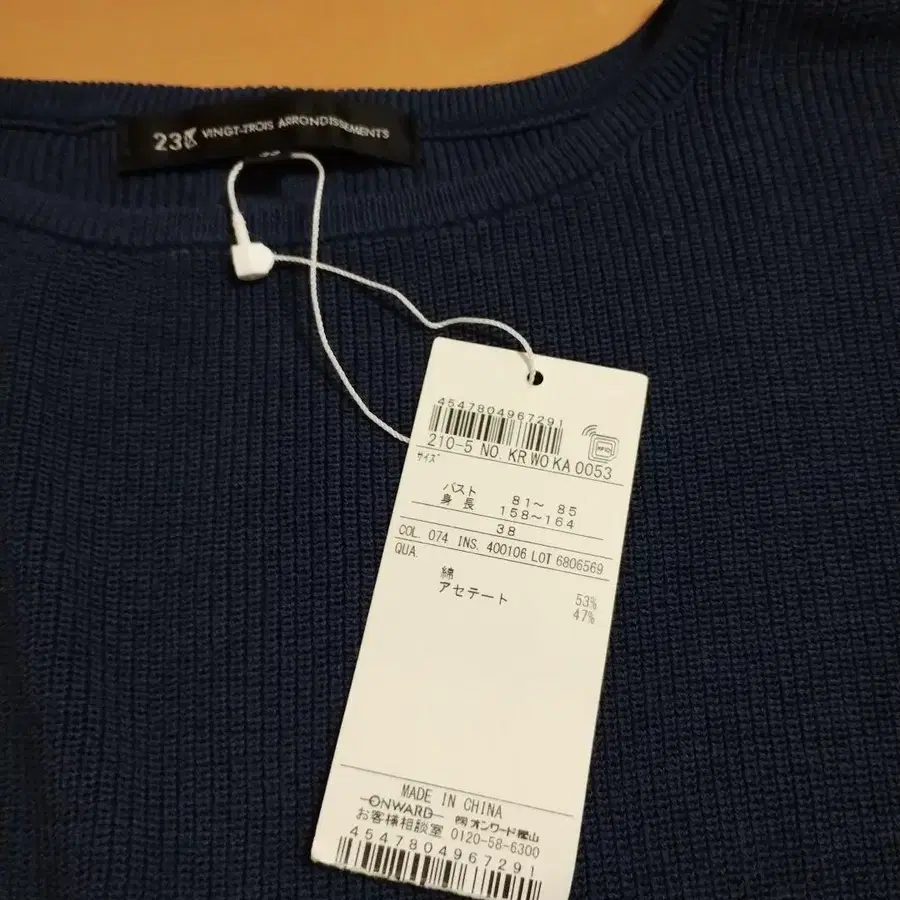 23区 VINGT-TROIS ARRONDISSEMENTS
4547804967291
210-5 NO. KRWOKA0053
サイズ
バスト 81～ 85
身長 158～164
38
COL. 074 INS. 400106 LOT 6806569
QUA.
綿 53%
アセテート 47%
MADE IN CHINA
ONWARD ㈱オンワード樫山
お客様相談室 0120-58-6300
4547804967291